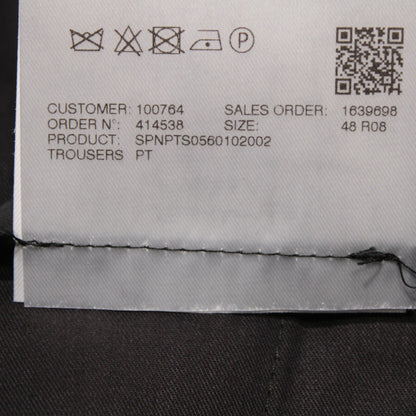 P
CUSTOMER: 100764 SALES ORDER: 1639698
ORDER N°: 414538 SIZE: 48 R08
PRODUCT: SPNPTS0560102002
TROUSERS PT